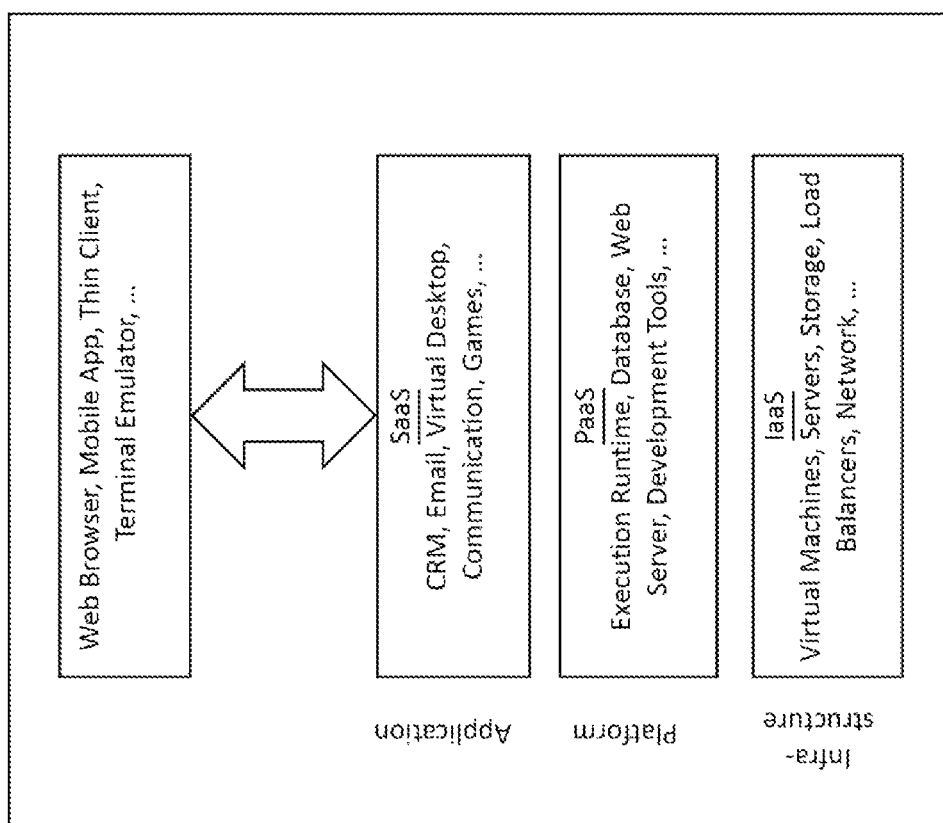 Web Browser, Mobile App, Thin Client,
Terminal Emulator, ...
Application
SaaS
CRM, Email, Virtual Desktop,
Communication, Games, ...
Platform
PaaS
Execution Runtime, Database, Web
Server, Development Tools, ...
Infra-
structure
IaaS
Virtual Machines, Servers, Storage, Load
Balancers, Network, ...